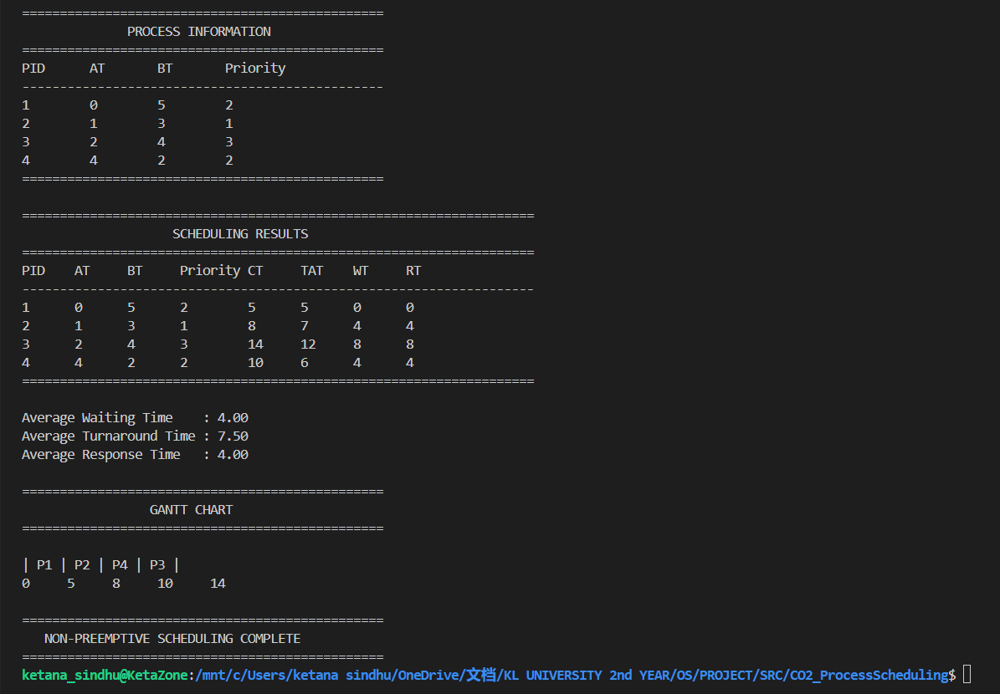 ================================================
              PROCESS INFORMATION
================================================
PID      AT       BT       Priority
------------------------------------------------
1        0        5        2
2        1        3        1
3        2        4        3
4        4        2        2
================================================

====================================================================
                    SCHEDULING RESULTS
====================================================================
PID    AT     BT     Priority CT     TAT    WT     RT
--------------------------------------------------------------------
1      0      5      2        5      5      0      0
2      1      3      1        8      7      4      4
3      2      4      3        14     12     8      8
4      4      2      2        10     6      4      4
====================================================================

Average Waiting Time    : 4.00
Average Turnaround Time : 7.50
Average Response Time   : 4.00

================================================
                 GANTT CHART
================================================

| P1 | P2 | P4 | P3 |
0     5     8     10     14

================================================
   NON-PREEMPTIVE SCHEDULING COMPLETE
================================================
ketana_sindhu@KetaZone:/mnt/c/Users/ketana sindhu/OneDrive/文档/KL UNIVERSITY 2nd YEAR/OS/PROJECT/SRC/CO2_ProcessScheduling$